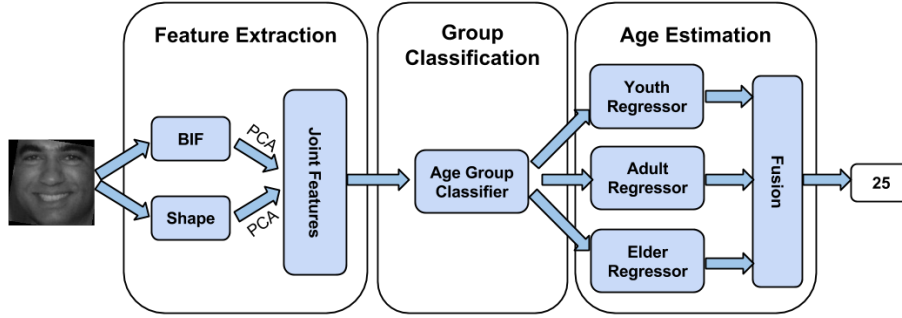 Feature Extraction
Group
Classification
Age Estimation
BIF
Shape
PCA
PCA
Joint Features
Age Group
Classifier
Youth
Regressor
Adult
Regressor
Elder
Regressor
Fusion
25